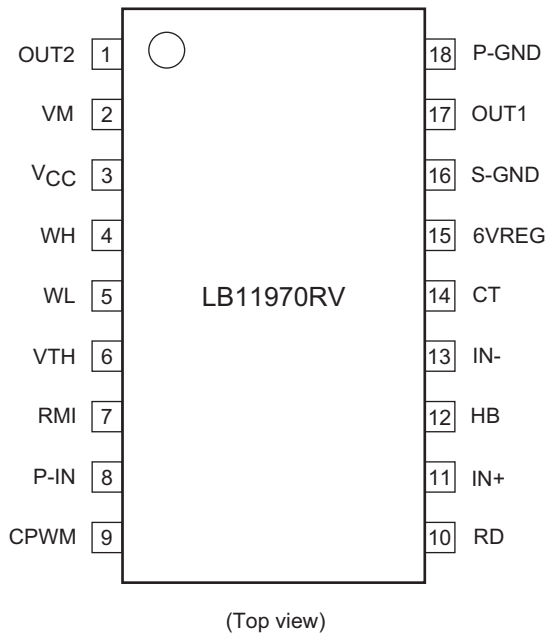 OUT2 1 18 P-GND
VM 2 17 OUT1
VCC 3 16 S-GND
WH 4 15 6VREG
WL 5 LB11970RV 14 CT
VTH 6 13 IN-
RMI 7 12 HB
P-IN 8 11 IN+
CPWM 9 10 RD
(Top view)